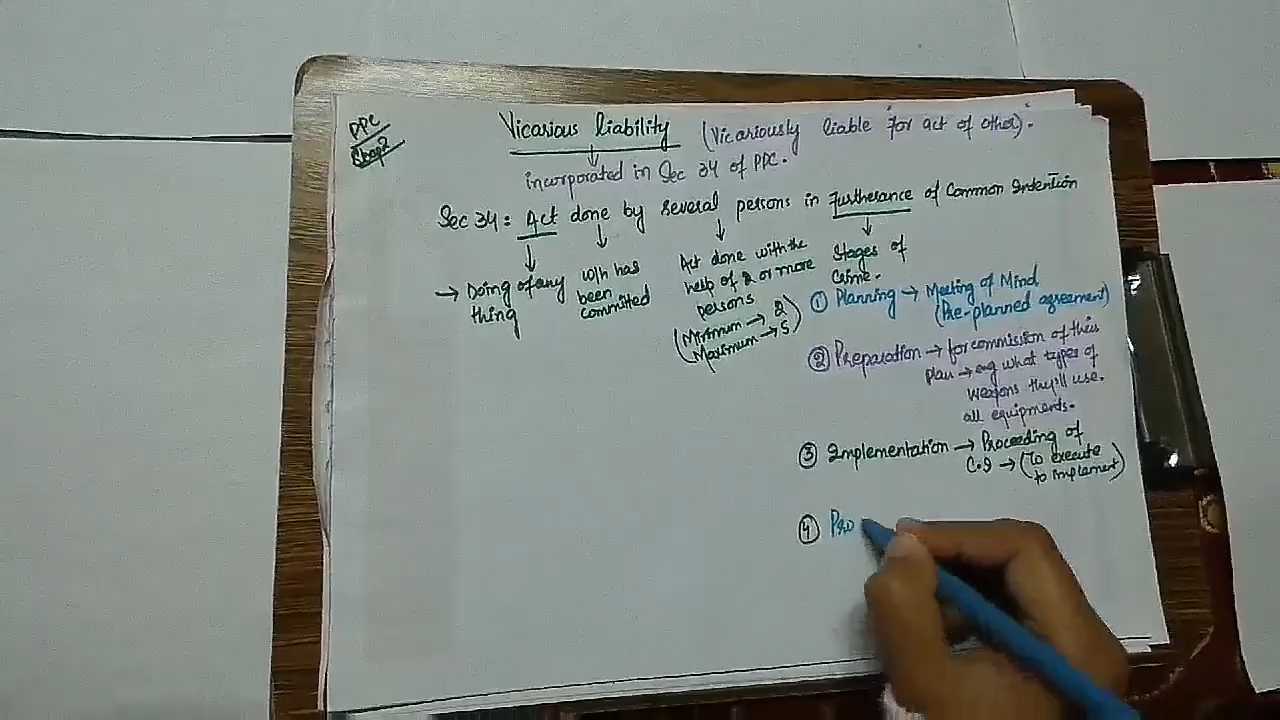 PPC
Chap2
Vicarious liability (Vicariously liable for act of other).
incorporated in Sec 34 of PPC.
Sec 34: Act done by several persons in furtherance of Common Intention
→ Doing of any thing
w/h has
been
committed
Act done with the
help of 2 or more
persons
(Minimum → 2
Maximum → 5)
Stages of
Crime.
① Planning → Meeting of Mind
(Pre-planned agreement)
② Preparation → for commission of their
plan → e.g what types of
weapons they'll use.
all equipments.
③ Implementation → Proceeding of
C.I → (To execute
to implement)
④ Pro